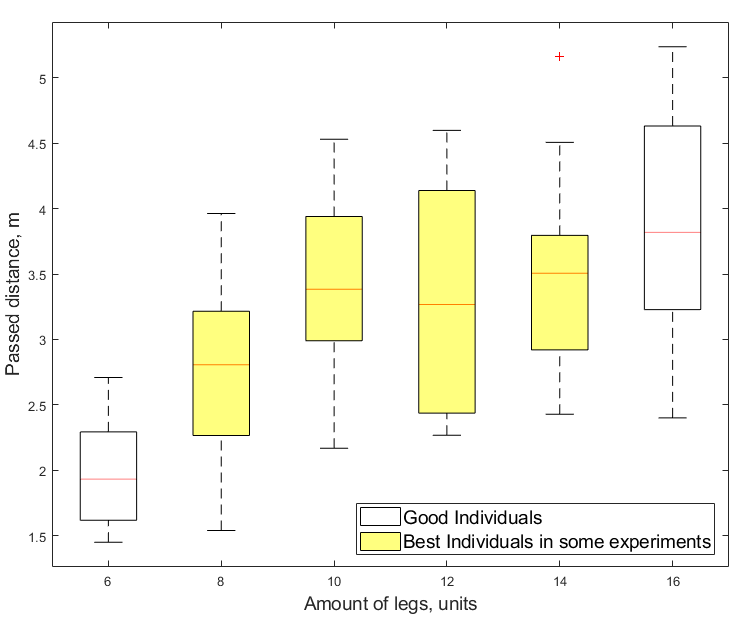 5
4.5
4
3.5
3
2.5
2
1.5
Passed distance, m
Good Individuals
Best Individuals in some experiments
6 8 10 12 14 16
Amount of legs, units